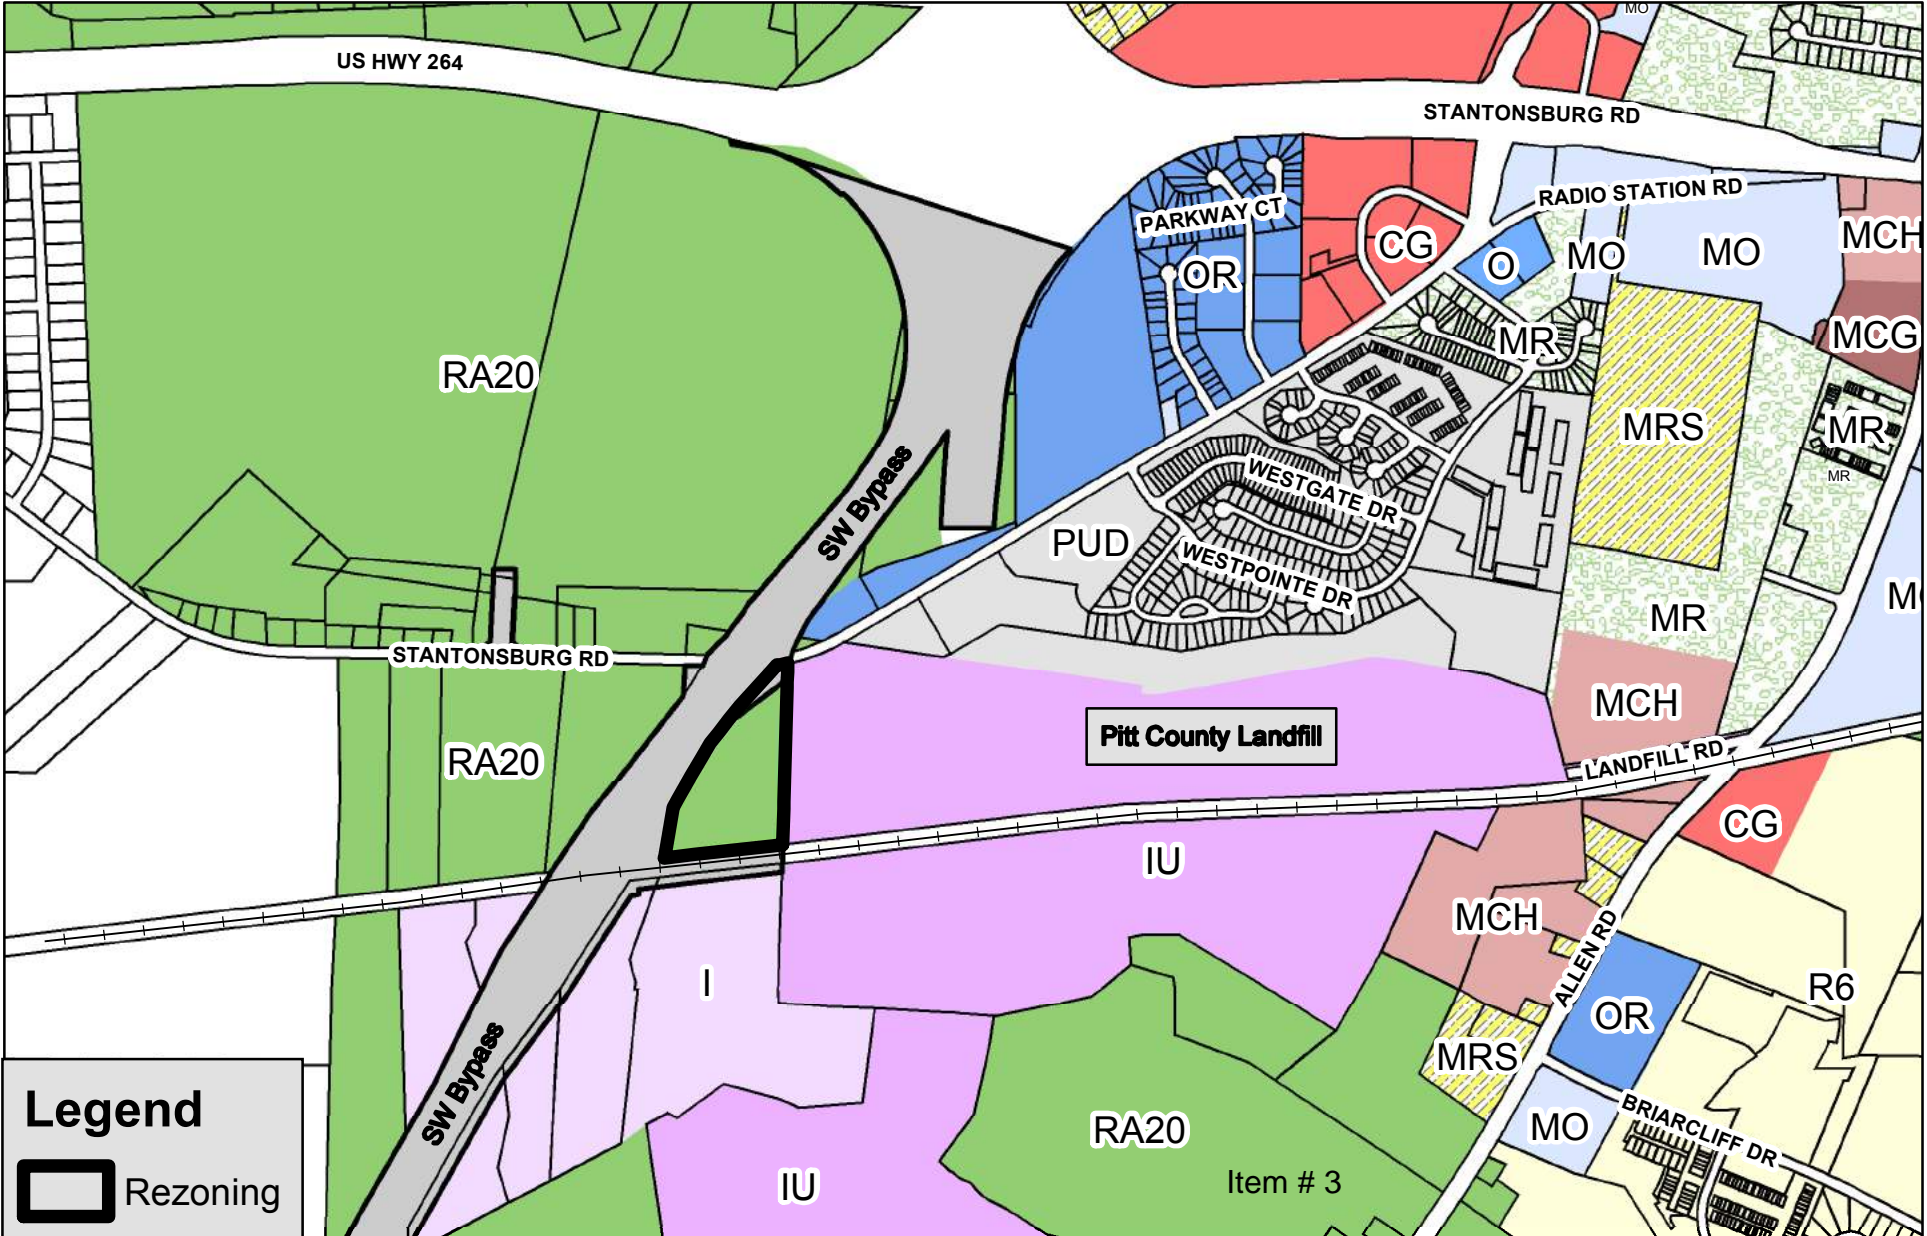 MO
US HWY 264
STANTONSBURG RD
RADIO STATION RD
PARKWAY CT
MCH
CG
MO
MO
O
OR
MCG
MR
RA20
MRS
MR
MR
SW Bypass
WESTGATE DR
PUD
WESTPOINTE DR
MR
STANTONSBURG RD
MCH
Pitt County Landfill
LANDFILL RD
RA20
CG
IU
MCH
ALLEN RD
I
R6
OR
SW Bypass
MRS
Legend
Rezoning
RA20
MO
BRIARCLIFF DR
IU
Item # 3